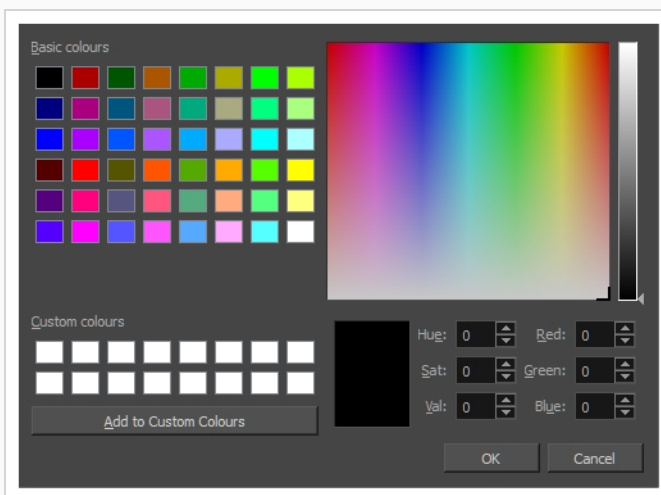 Basic colours
Custom colours
Add to Custom Colours
Hue: 0 Red: 0
Sat: 0 Green: 0
Val: 0 Blue: 0
OK Cancel